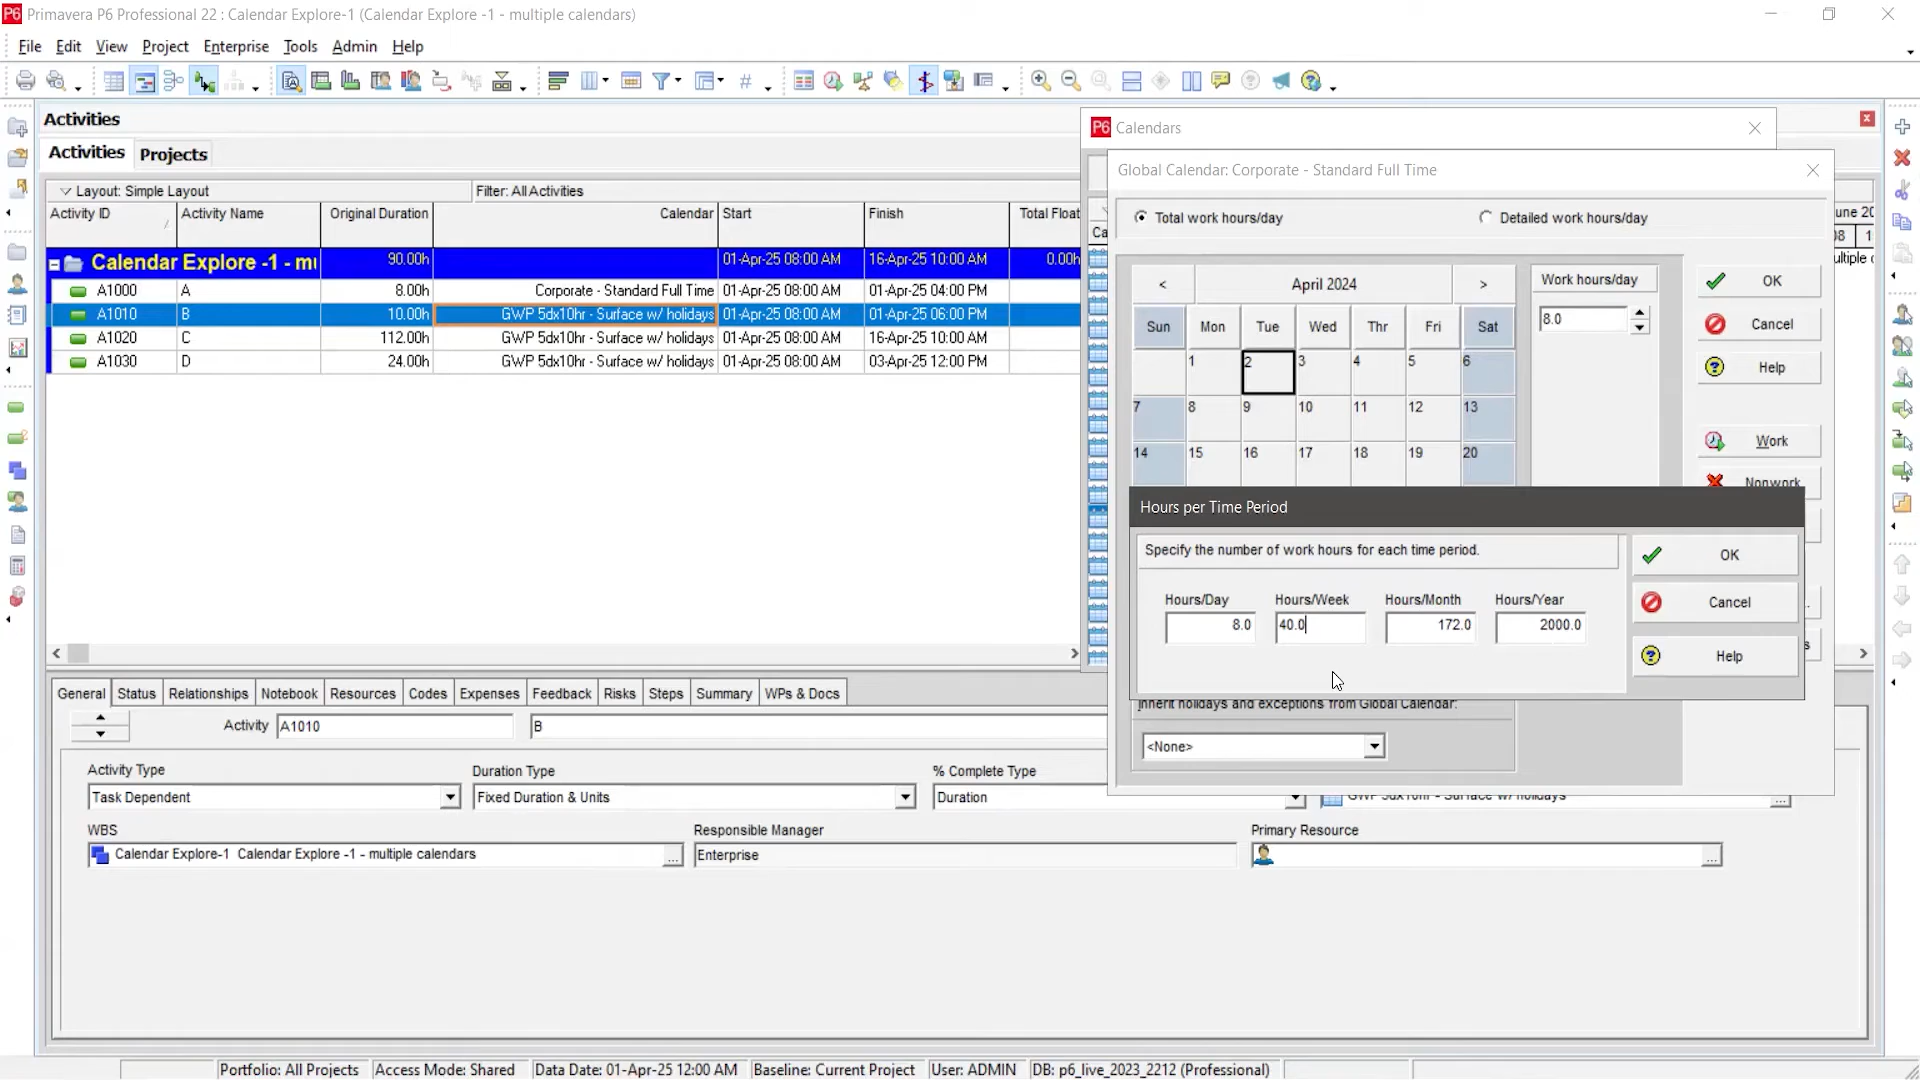 P6 Primavera P6 Professional 22 : Calendar Explore-1 (Calendar Explore -1 - multiple calendars)
File Edit View Project Enterprise Tools Admin Help
Activities
Activities Projects
Layout: Simple Layout Filter: All Activities
Activity ID Activity Name Original Duration Calendar Start Finish Total Float
Calendar Explore -1 - mu 90.00h 01-Apr-25 08:00 AM 16-Apr-25 10:00 AM 0.00h
A1000 A 8.00h Corporate - Standard Full Time 01-Apr-25 08:00 AM 01-Apr-25 04:00 PM
A1010 B 10.00h GWP 5dx10hr - Surface w/ holidays 01-Apr-25 08:00 AM 01-Apr-25 06:00 PM
A1020 C 112.00h GWP 5dx10hr - Surface w/ holidays 01-Apr-25 08:00 AM 16-Apr-25 10:00 AM
A1030 D 24.00h GWP 5dx10hr - Surface w/ holidays 01-Apr-25 08:00 AM 03-Apr-25 12:00 PM
P6 Calendars
Ca
une 20
08 1
ultiple c
Global Calendar: Corporate - Standard Full Time
Total work hours/day Detailed work hours/day
< April 2024 >
Sun Mon Tue Wed Thr Fri Sat
1 2 3 4 5 6
7 8 9 10 11 12 13
14 15 16 17 18 19 20
Work hours/day
8.0
OK
Cancel
Help
Work
Nonwork
Hours per Time Period
Specify the number of work hours for each time period.
Hours/Day Hours/Week Hours/Month Hours/Year
8.0 40.0 172.0 2000.0
OK
Cancel
Help
Inherit holidays and exceptions from Global Calendar:
<None>
General Status Relationships Notebook Resources Codes Expenses Feedback Risks Steps Summary WPs & Docs
Activity A1010 B
Activity Type Duration Type % Complete Type
Task Dependent Fixed Duration & Units Duration GWP 5dx10hr - Surface w/ holidays
WBS Responsible Manager Primary Resource
Calendar Explore-1 Calendar Explore -1 - multiple calendars ... Enterprise ...
Portfolio: All Projects Access Mode: Shared Data Date: 01-Apr-25 12:00 AM Baseline: Current Project User: ADMIN DB: p6_live_2023_2212 (Professional)